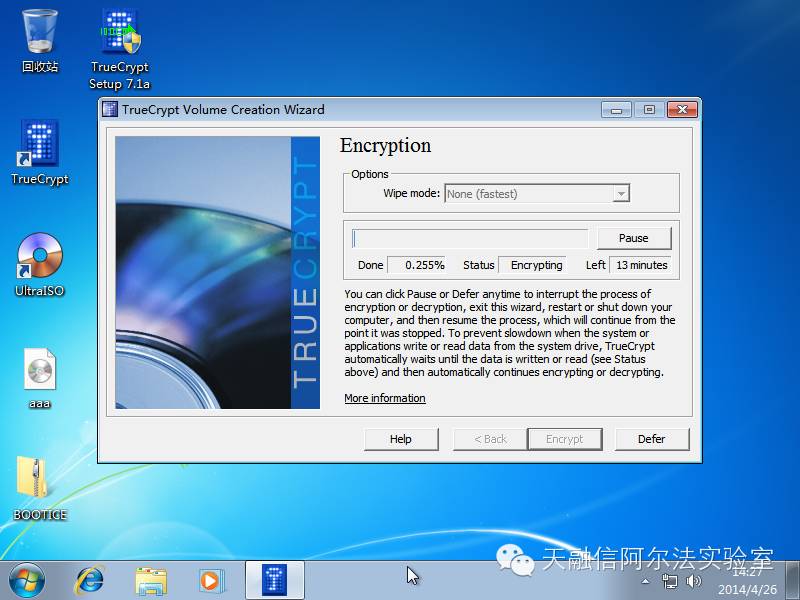 回收站
TrueCrypt
Setup 7.1a
TrueCrypt
UltraISO
aaa
BOOTICE
TrueCrypt Volume Creation Wizard
TRUECRYPT
Encryption
Options
Wipe mode: None (fastest)
Pause
Done 0.255% Status Encrypting Left 13 minutes
You can click Pause or Defer anytime to interrupt the process of
encryption or decryption, exit this wizard, restart or shut down your
computer, and then resume the process, which will continue from the
point it was stopped. To prevent slowdown when the system or
applications write or read data from the system drive, TrueCrypt
automatically waits until the data is written or read (see Status
above) and then automatically continues encrypting or decrypting.
More information
Help < Back Encrypt Defer
天融信阿尔法实验室
14:27
2014/4/26